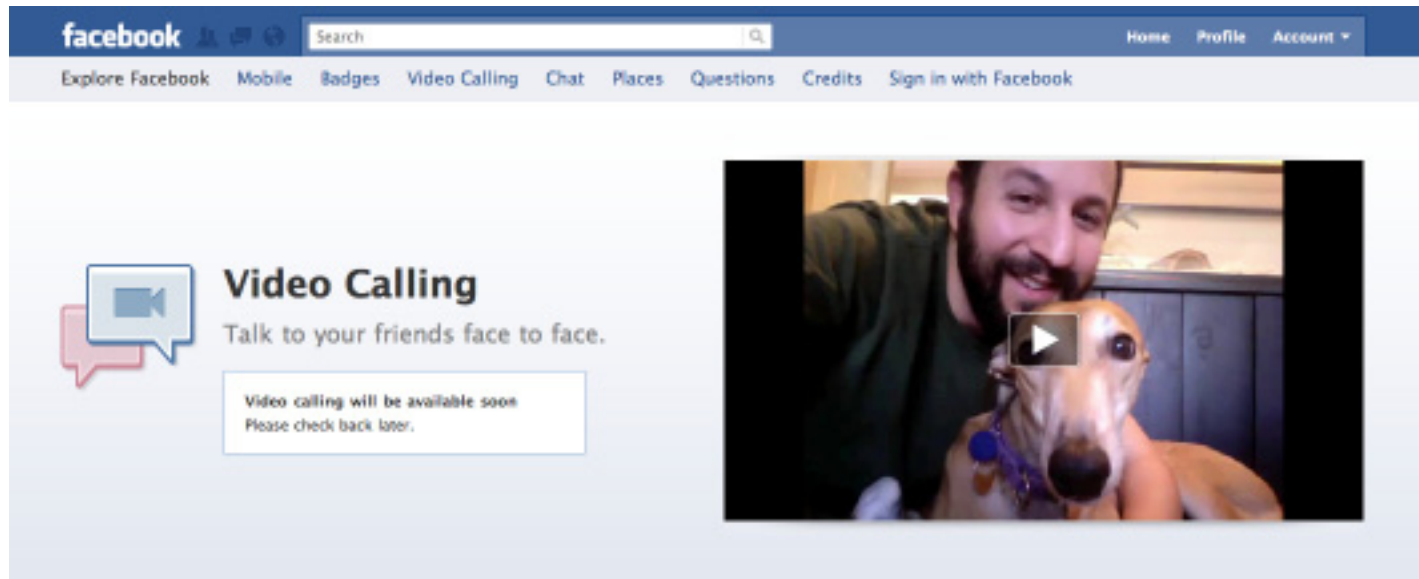 facebook
Search
Home Profile Account
Explore Facebook Mobile Badges Video Calling Chat Places Questions Credits Sign in with Facebook
Video Calling
Talk to your friends face to face.
Video calling will be available soon
Please check back later.